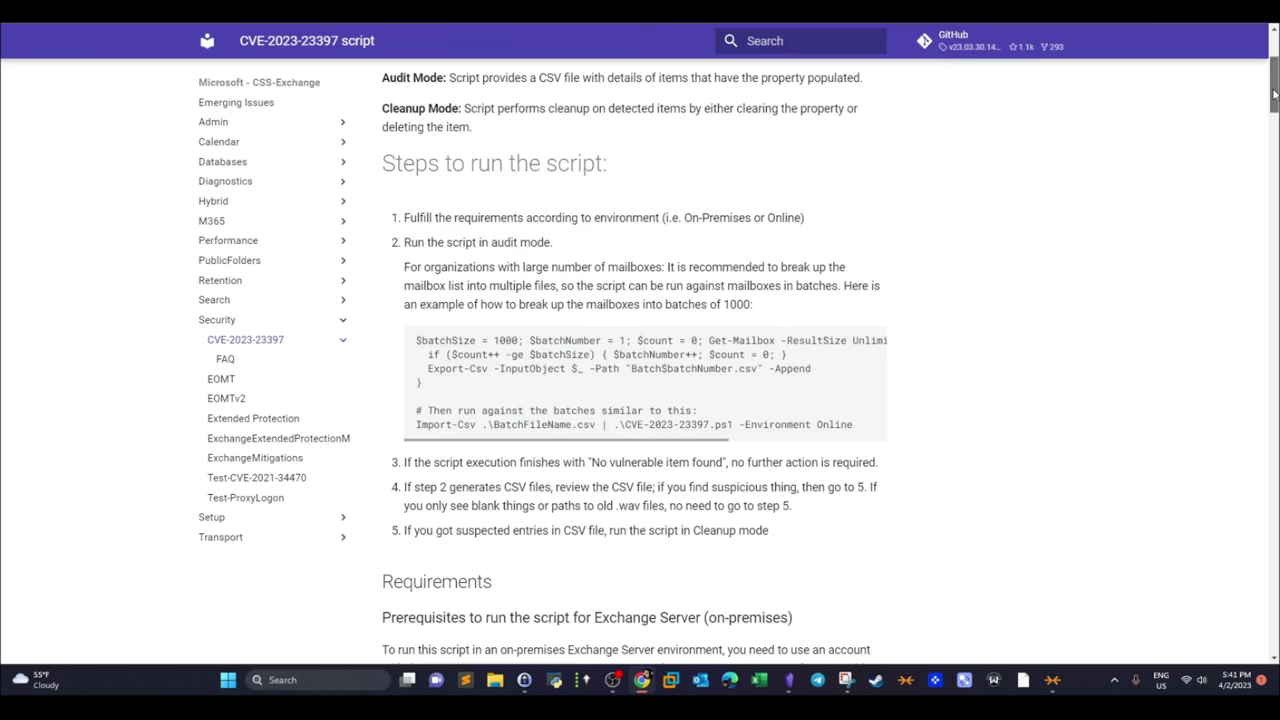 CVE-2023-23397 script
Search
GitHub
v23.03.30.14... 1.1k 293
Microsoft - CSS-Exchange
Emerging Issues
Admin
Calendar
Databases
Diagnostics
Hybrid
M365
Performance
PublicFolders
Retention
Search
Security
CVE-2023-23397
FAQ
EOMT
EOMTv2
Extended Protection
ExchangeExtendedProtectionM
ExchangeMitigations
Test-CVE-2021-34470
Test-ProxyLogon
Setup
Transport
Audit Mode: Script provides a CSV file with details of items that have the property populated.
Cleanup Mode: Script performs cleanup on detected items by either clearing the property or
deleting the item.
Steps to run the script:
1. Fulfill the requirements according to environment (i.e. On-Premises or Online)
2. Run the script in audit mode.
For organizations with large number of mailboxes: It is recommended to break up the
mailbox list into multiple files, so the script can be run against mailboxes in batches. Here is
an example of how to break up the mailboxes into batches of 1000:
$batchSize = 1000; $batchNumber = 1; $count = 0; Get-Mailbox -ResultSize Unlimi
if ($count++ -ge $batchSize) { $batchNumber++; $count = 0; }
Export-Csv -InputObject $_ -Path "Batch$batchNumber.csv" -Append
}
# Then run against the batches similar to this:
Import-Csv .\BatchFileName.csv | .\CVE-2023-23397.ps1 -Environment Online
3. If the script execution finishes with "No vulnerable item found", no further action is required.
4. If step 2 generates CSV files, review the CSV file; if you find suspicious thing, then go to 5. If
you only see blank things or paths to old .wav files, no need to go to step 5.
5. If you got suspected entries in CSV file, run the script in Cleanup mode
Requirements
Prerequisites to run the script for Exchange Server (on-premises)
To run this script in an on-premises Exchange Server environment, you need to use an account
55°F
Cloudy
Search
ENG
US
5:41 PM
4/2/2023